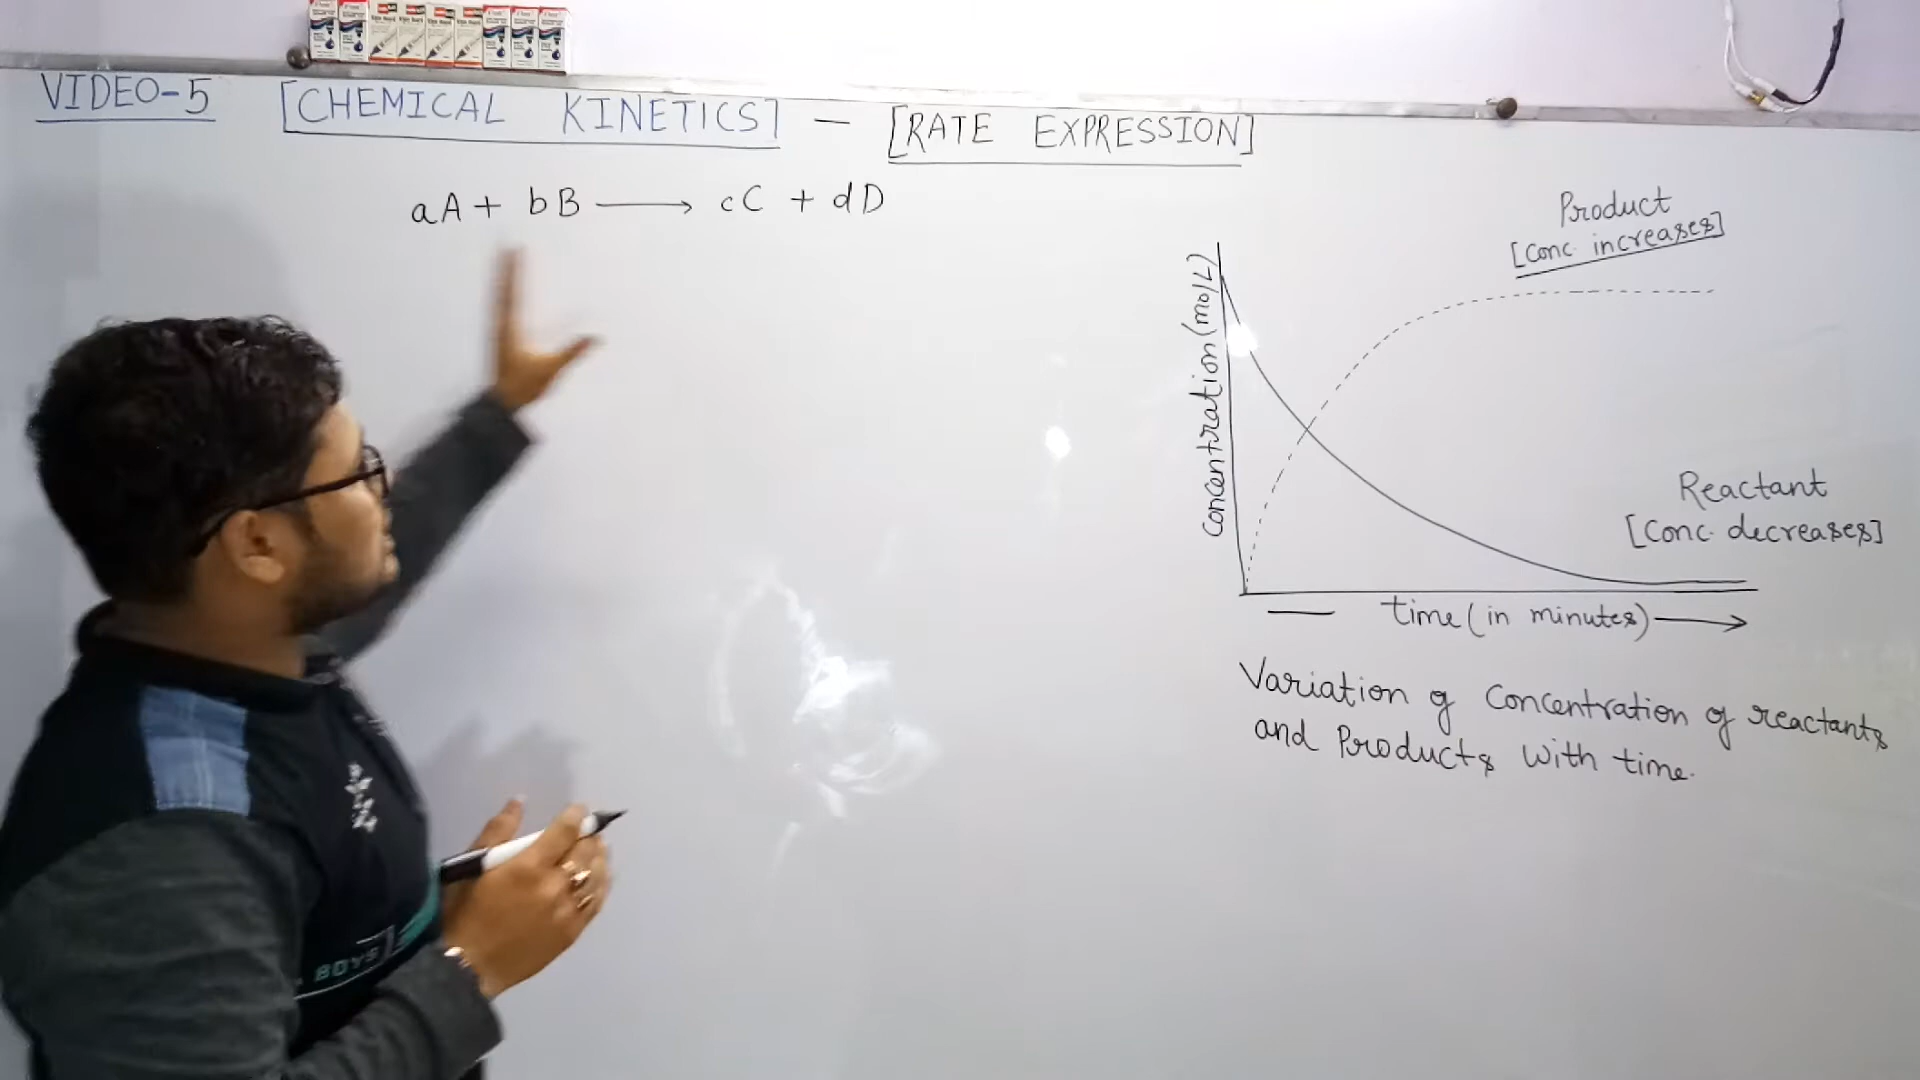 VIDEO-5 [CHEMICAL KINETICS] — [RATE EXPRESSION]
aA + bB ⟶ cC + dD
Product
[Conc. increases]
Concentration (mol/L)
Reactant
[Conc. decreases]
time (in minutes) ⟶
Variation of Concentration of reactants
and Products with time.
BOYS